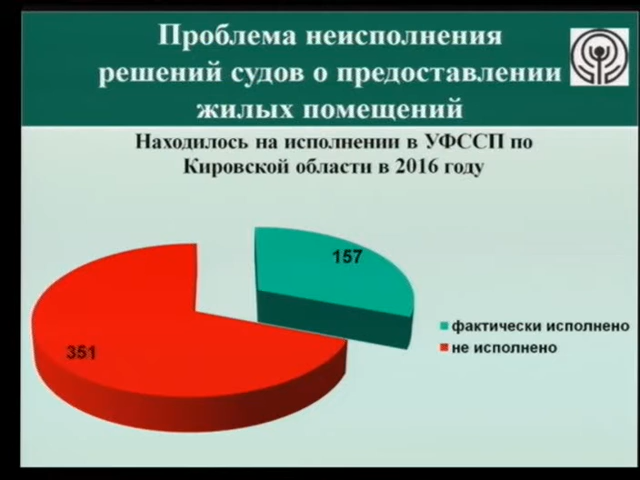 Проблема неисполнения
решений судов о предоставлении
жилых помещений
Находилось на исполнении в УФССП по
Кировской области в 2016 году
157
351
фактически исполнено
не исполнено